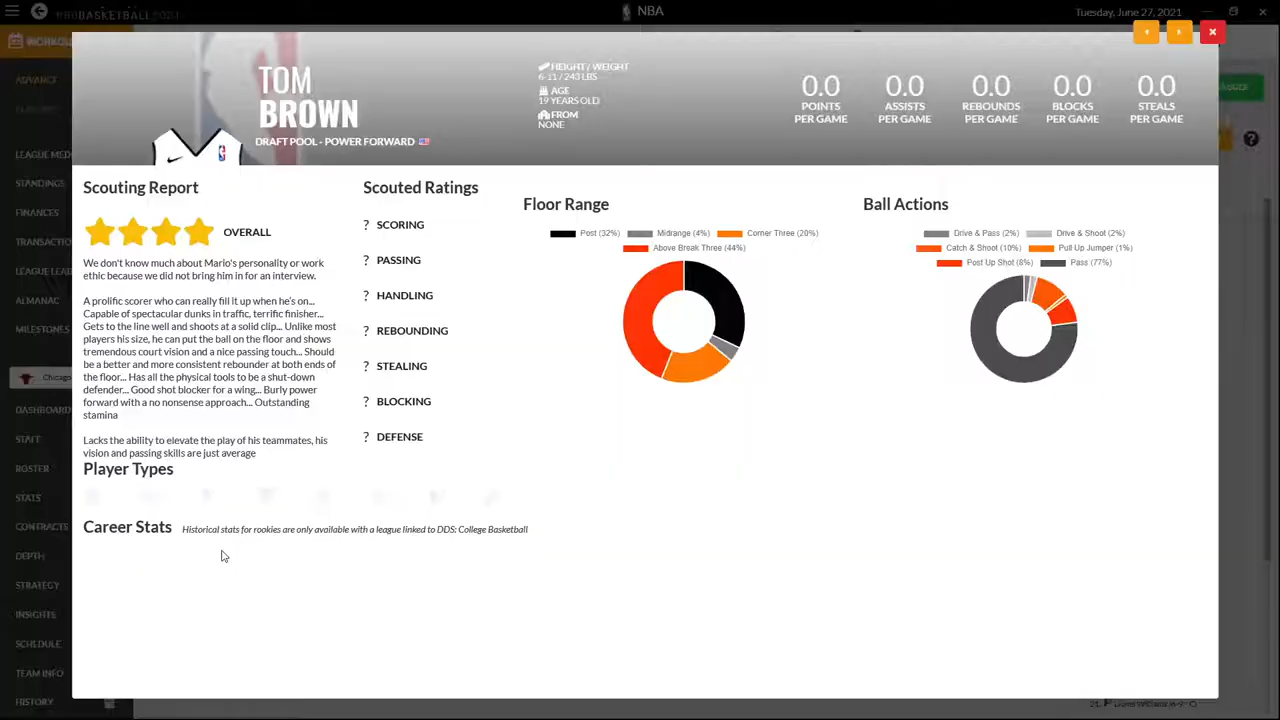 NBA
Tuesday, June 27, 2021
WORKOU
ADVANCE
LEAGUE MED
STANDINGS
FINANCES
TRANSACTIO
LEAGUE LEA
ALMANAC
MILESTONES
Chicago
DASHBOARD
STAFF
ROSTER
STATS
CONTRACTS
DEPTH
STRATEGY
INSIGHTS
SCHEDULE
TEAM INFO
HISTORY
TOM
BROWN
DRAFT POOL - POWER FORWARD
HEIGHT / WEIGHT
6-11 / 243 LBS
AGE
19 YEARS OLD
FROM
NONE
0.0 0.0 0.0 0.0 0.0
POINTS ASSISTS REBOUNDS BLOCKS STEALS
PER GAME PER GAME PER GAME PER GAME PER GAME
Scouting Report
OVERALL
We don't know much about Mario's personality or work
ethic because we did not bring him in for an interview.
A prolific scorer who can really fill it up when he's on...
Capable of spectacular dunks in traffic, terrific finisher...
Gets to the line well and shoots at a solid clip... Unlike most
players his size, he can put the ball on the floor and shows
tremendous court vision and a nice passing touch... Should
be a better and more consistent rebounder at both ends of
the floor... Has all the physical tools to be a shut-down
defender... Good shot blocker for a wing... Burly power
forward with a no nonsense approach... Outstanding
stamina
Lacks the ability to elevate the play of his teammates, his
vision and passing skills are just average
Scouted Ratings
? SCORING
? PASSING
? HANDLING
? REBOUNDING
? STEALING
? BLOCKING
? DEFENSE
Floor Range
Post (32%) Midrange (4%) Corner Three (20%)
Above Break Three (44%)
Ball Actions
Drive & Pass (2%) Drive & Shoot (2%)
Catch & Shoot (10%) Pull Up Jumper (1%)
Post Up Shot (8%) Pass (77%)
Player Types
Career Stats Historical stats for rookies are only available with a league linked to DDS: College Basketball